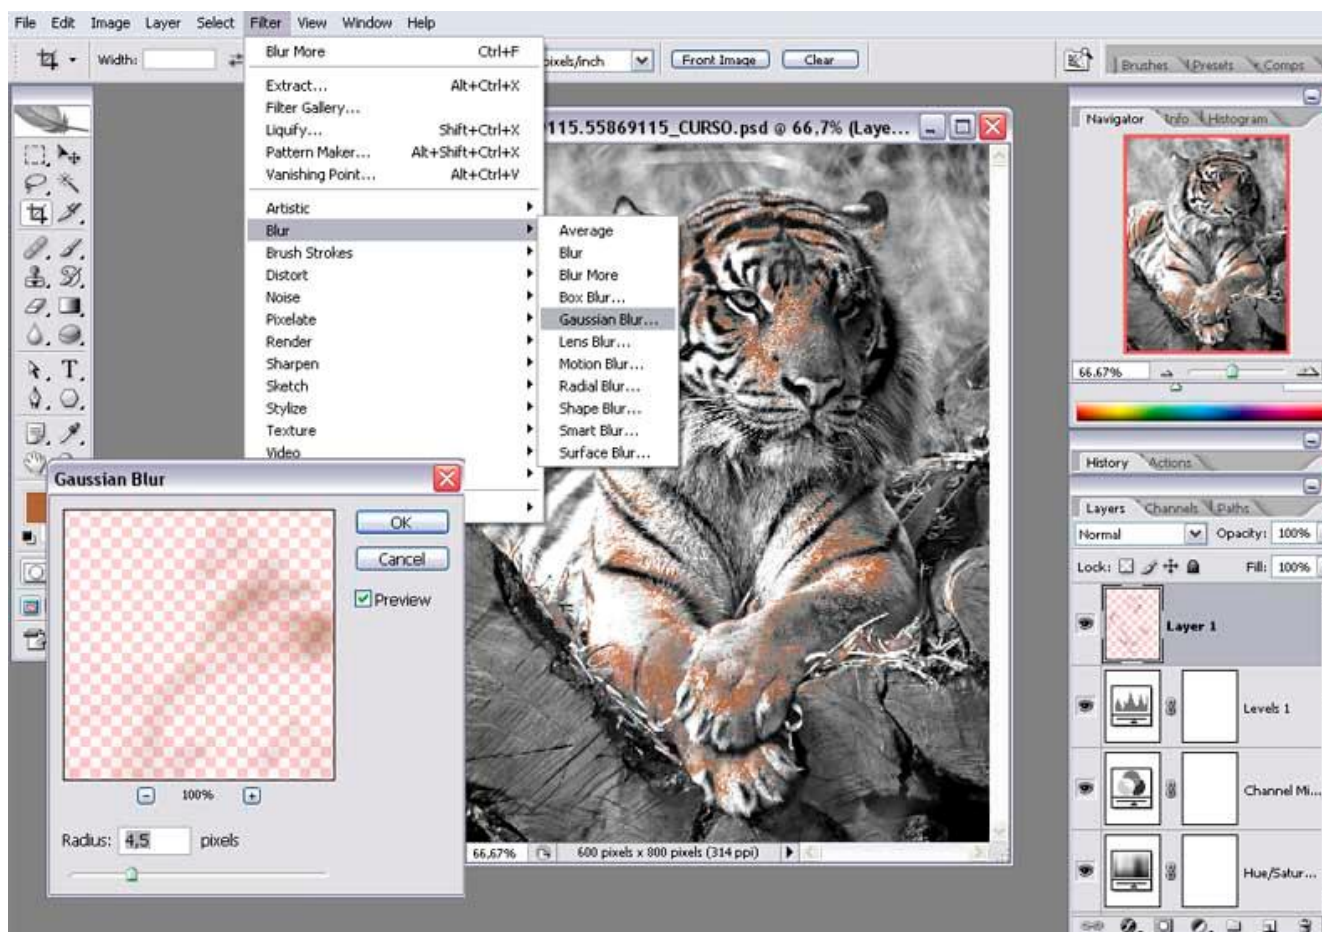 File Edit Image Layer Select Filter View Window Help
Width:
pixels/inch Front Image Clear
Brushes Presets Comps
Blur More Ctrl+F
Extract... Alt+Ctrl+X
Filter Gallery...
Liquify... Shift+Ctrl+X
Pattern Maker... Alt+Shift+Ctrl+X
Vanishing Point... Alt+Ctrl+V
Artistic
Blur
Brush Strokes
Distort
Noise
Pixelate
Render
Sharpen
Sketch
Stylize
Texture
Video
Average
Blur
Blur More
Box Blur...
Gaussian Blur...
Lens Blur...
Motion Blur...
Radial Blur...
Shape Blur...
Smart Blur...
Surface Blur...
115.55869115_CURSO.psd @ 66,7% (Laye...
66,67% 600 pixels x 800 pixels (314 ppi)
Gaussian Blur
OK
Cancel
Preview
100%
Radius: 4,5 pixels
Navigator Info Histogram
66.67%
History Actions
Layers Channels Paths
Normal Opacity: 100%
Lock: Fill: 100%
Layer 1
Levels 1
Channel Mi...
Hue/Satur...